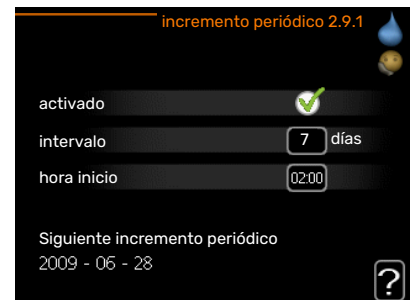 incremento periódico 2.9.1
activado
intervalo 7 días
hora inicio 02:00
Siguiente incremento periódico
2009 - 06 - 28
?